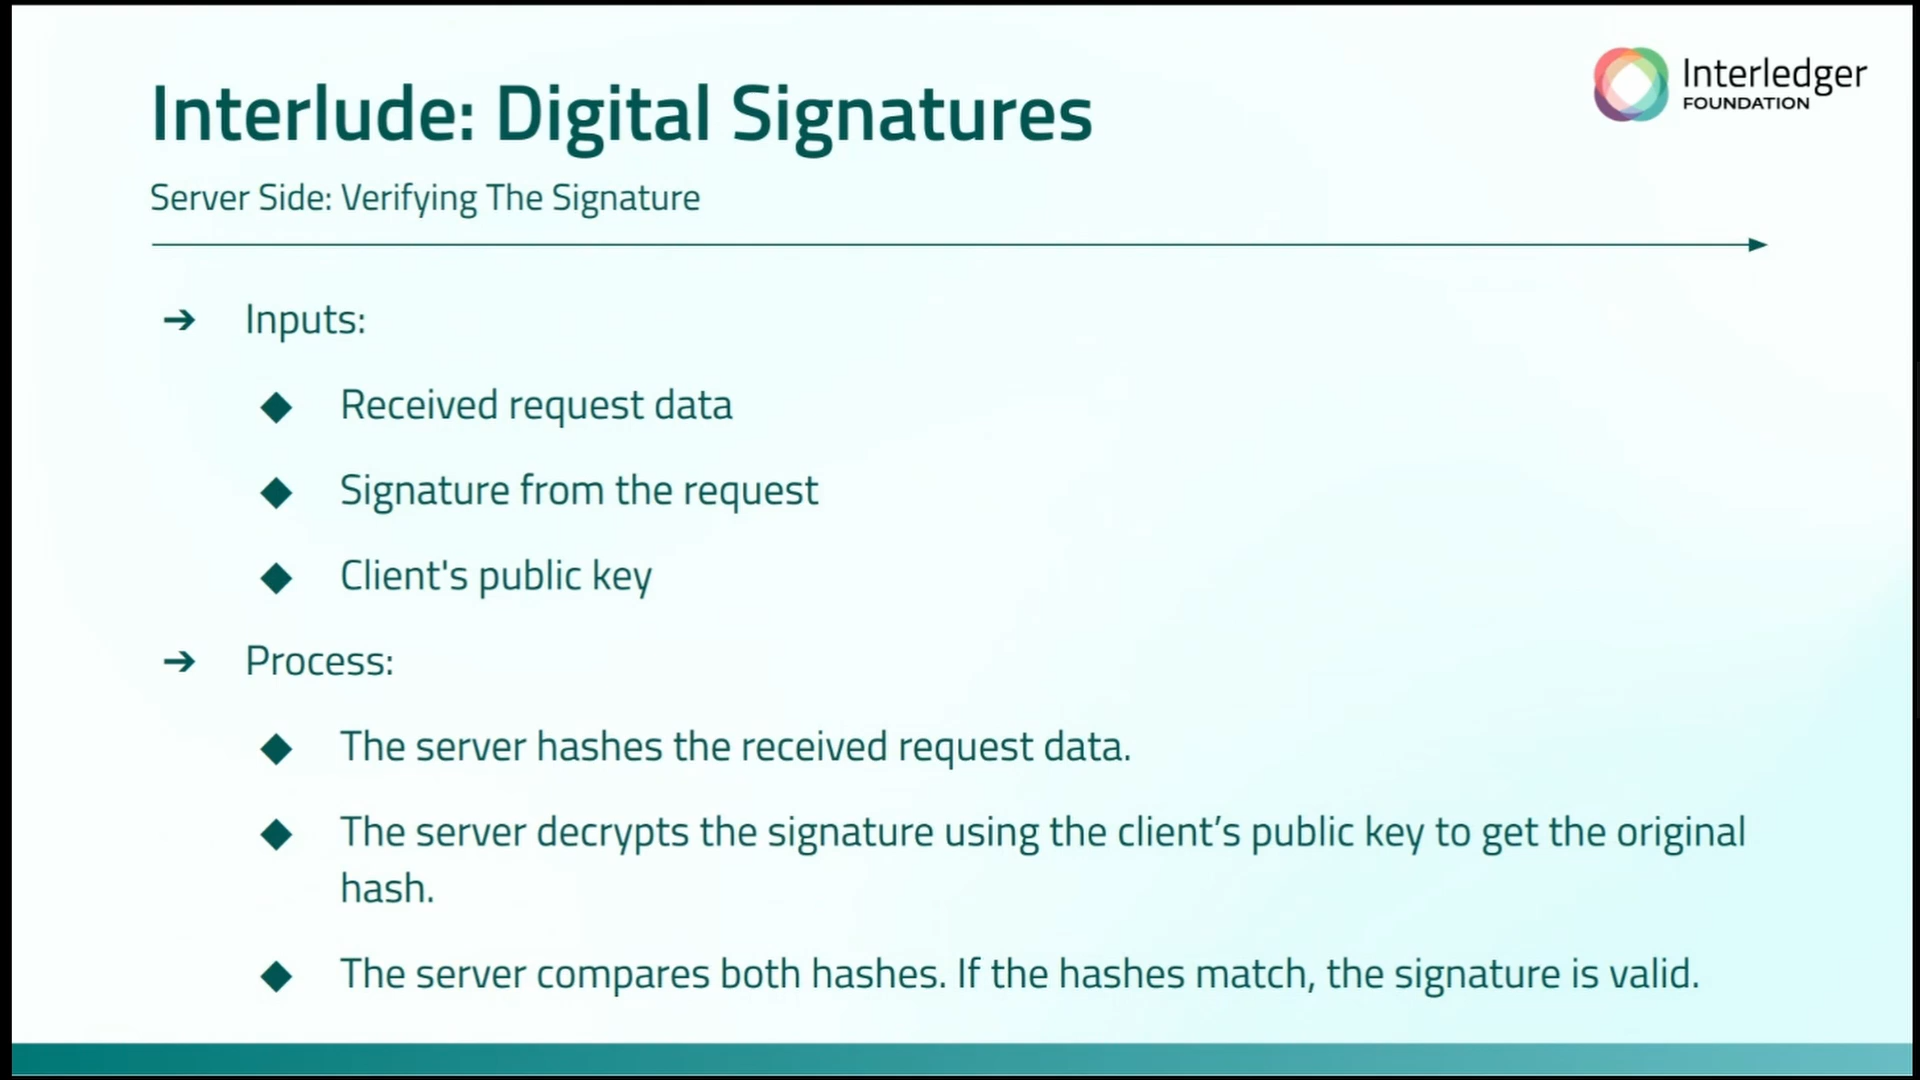 Interledger
FOUNDATION
Interlude: Digital Signatures
Server Side: Verifying The Signature
➔ Inputs:
◆ Received request data
◆ Signature from the request
◆ Client's public key
➔ Process:
◆ The server hashes the received request data.
◆ The server decrypts the signature using the client’s public key to get the original
hash.
◆ The server compares both hashes. If the hashes match, the signature is valid.